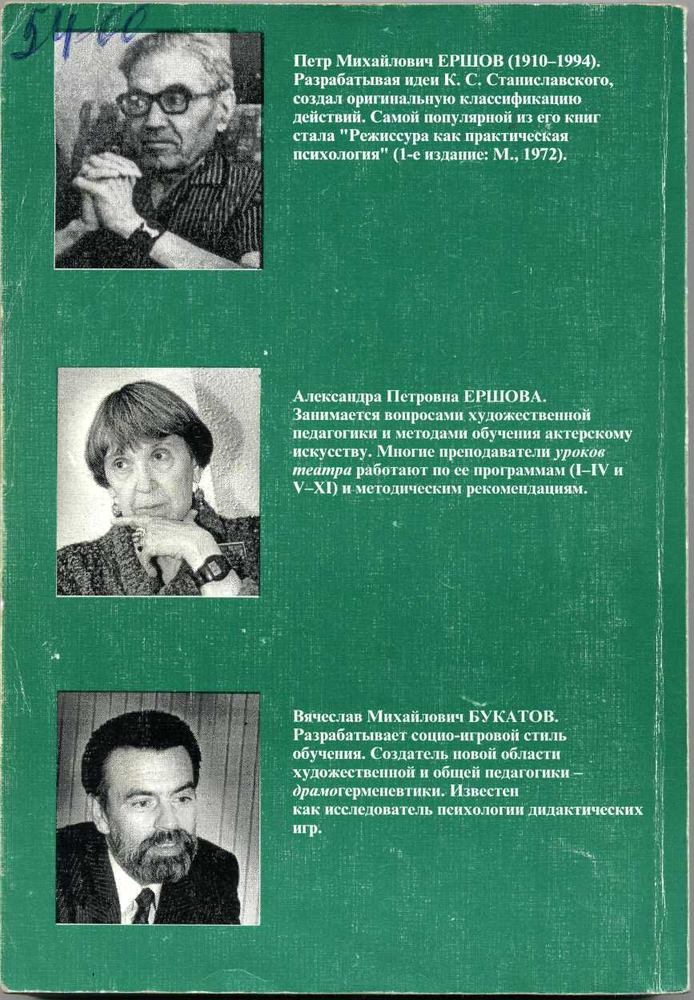 54-00
Петр Михайлович ЕРШОВ (1910–1994).
Разрабатывая идеи К. С. Станиславского,
создал оригинальную классификацию
действий. Самой популярной из его книг
стала "Режиссура как практическая
психология" (1-е издание: М., 1972).
Александра Петровна ЕРШОВА.
Занимается вопросами художественной
педагогики и методами обучения актерскому
искусству. Многие преподаватели уроков
театра работают по ее программам (I–IV и
V–XI) и методическим рекомендациям.
Вячеслав Михайлович БУКАТОВ.
Разрабатывает социо-игровой стиль
обучения. Создатель новой области
художественной и общей педагогики –
драмогерменевтики. Известен
как исследователь психологии дидактических
игр.